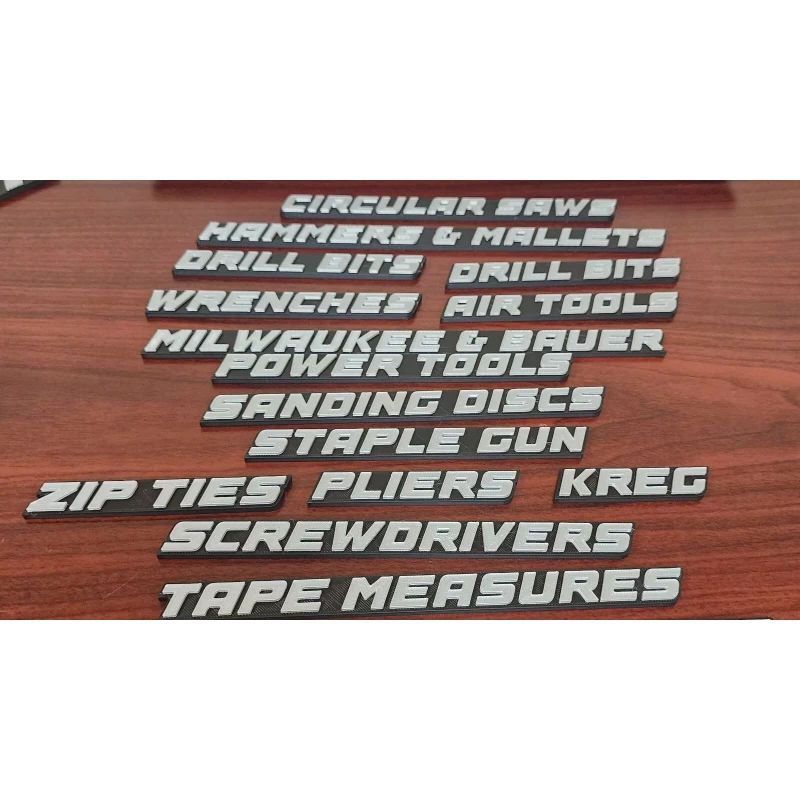 CIRCULAR SAWS
HAMMERS & MALLETS
DRILL BITS
DRILL BITS
WRENCHES
AIR TOOLS
MILWAUKEE & BAUER
POWER TOOLS
SANDING DISCS
STAPLE GUN
ZIP TIES
PLIERS
KREG
SCREWDRIVERS
TAPE MEASURES